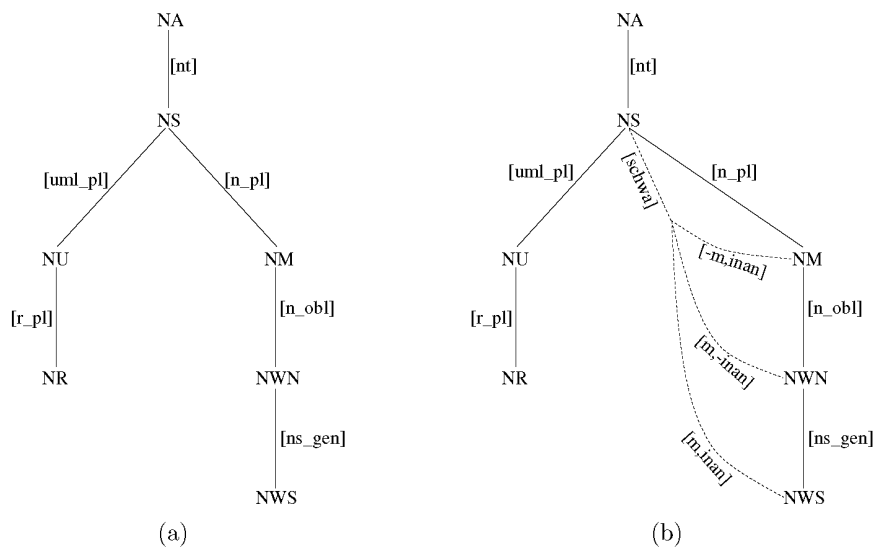 NA NA
[nt] [nt]
NS NS
[uml_pl] [n_pl] [uml_pl] [schwa] [n_pl]
NU NM NU [-m,inan] NM
[r_pl] [n_obl] [r_pl] [n_obl]
NR NWN NR [m,-inan] NWN
[ns_gen] [m,inan] [ns_gen]
NWS NWS
(a) (b)